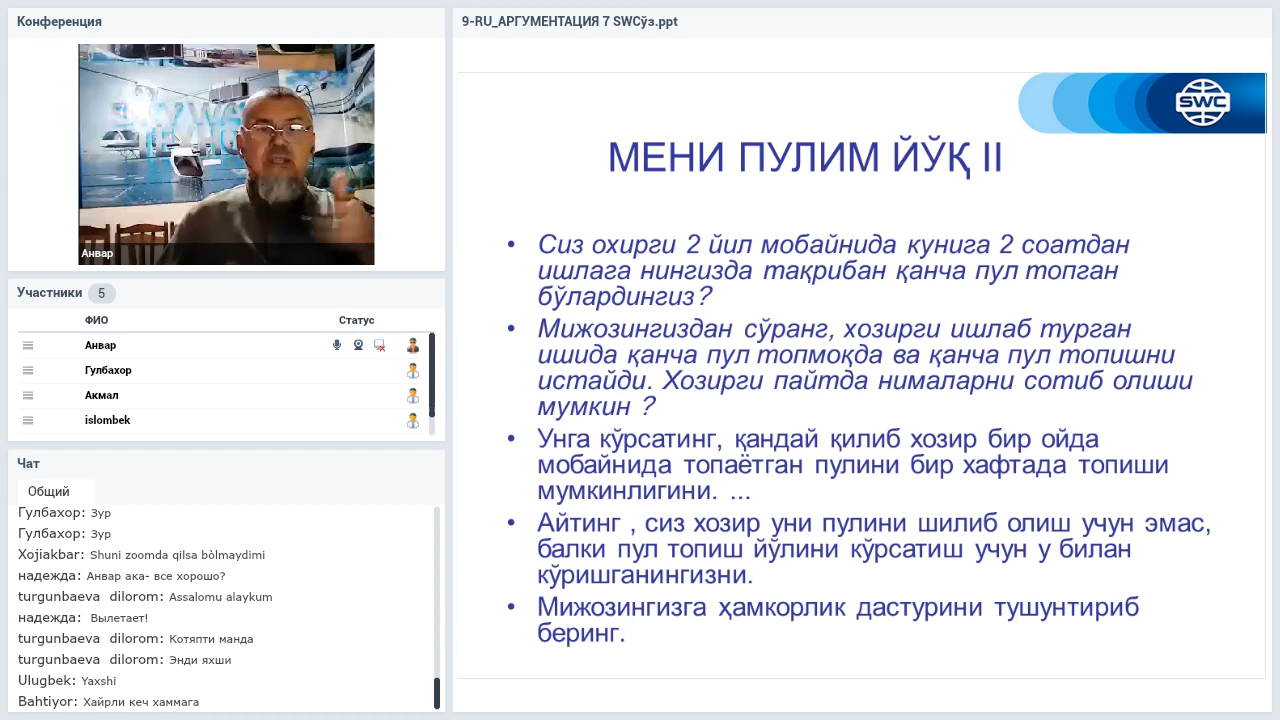 Конференция
Анвар
Участники 5
ФИО Статус
Анвар
Гулбахор
Акмал
islombek
Чат
Общий
Гулбахор: Зур
Гулбахор: Зур
Xojiakbar: Shuni zoomda qilsa bòlmaydimi
надежда: Анвар ака- все хорошо?
turgunbaeva dilorom: Assalomu alaykum
надежда: Вылетает!
turgunbaeva dilorom: Котяпти манда
turgunbaeva dilorom: Энди яхши
Ulugbek: Yaxshi
Bahtiyor: Хайрли кеч хаммага
9-RU_АРГУМЕНТАЦИЯ 7 SWCўз.ppt
SWC
МЕНИ ПУЛИМ ЙЎҚ II
• Сиз охирги 2 йил мобайнида кунига 2 соатдан
ишлага нингизда тақрибан қанча пул топган
бўлардингиз?
• Мижозингиздан сўранг, хозирги ишлаб турган
ишида қанча пул топмоқда ва қанча пул топишни
истайди. Хозирги пайтда нималарни сотиб олиши
мумкин ?
• Унга кўрсатинг, қандай қилиб хозир бир ойда
мобайнида топаётган пулини бир хафтада топиши
мумкинлигини. ...
• Айтинг , сиз хозир уни пулини шилиб олиш учун эмас,
балки пул топиш йўлини кўрсатиш учун у билан
кўришганингизни.
• Мижозингизга ҳамкорлик дастурини тушунтириб
беринг.